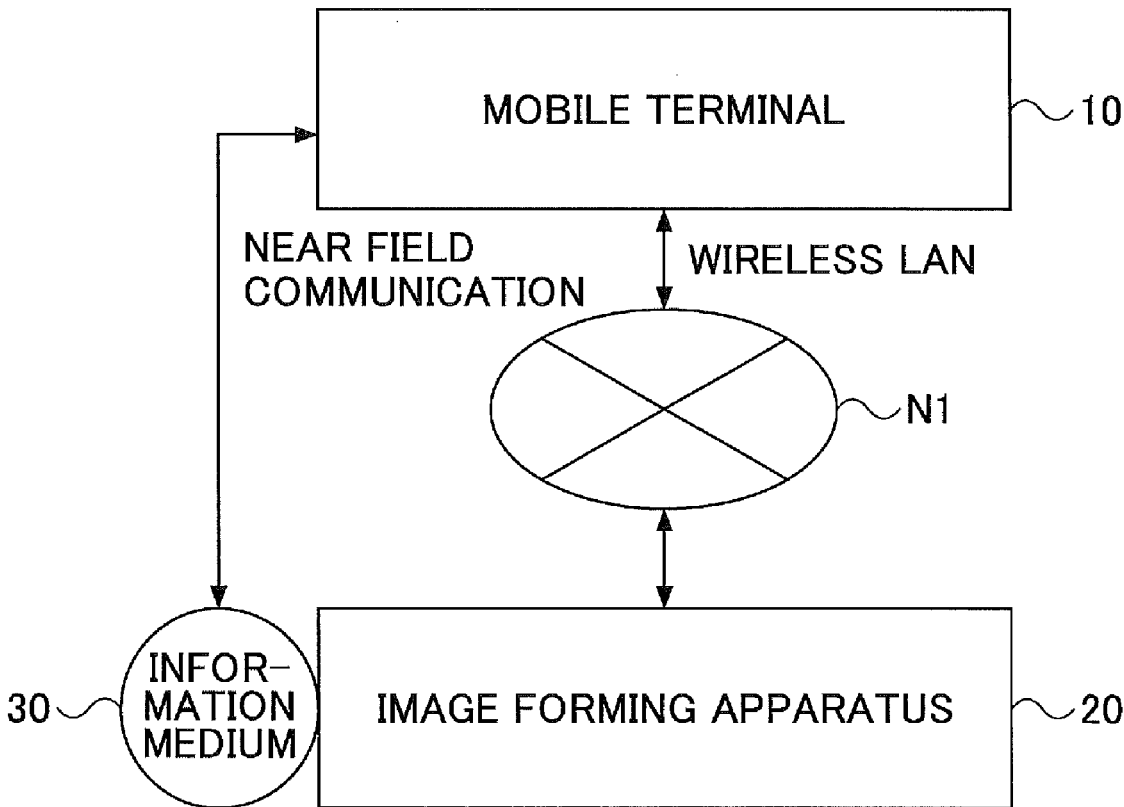 MOBILE TERMINAL
10
NEAR FIELD
COMMUNICATION
WIRELESS LAN
N1
INFOR-
MATION
MEDIUM
30
IMAGE FORMING APPARATUS
20